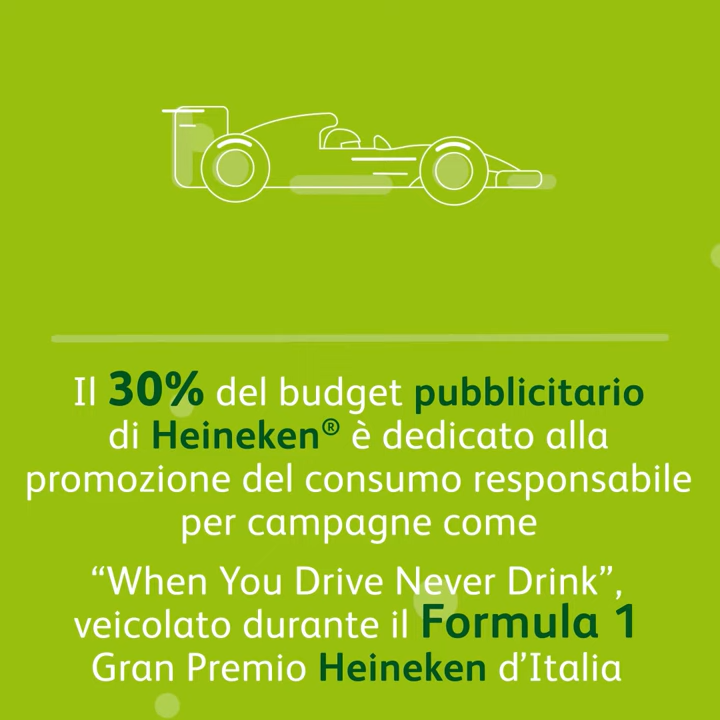 Il 30% del budget pubblicitario
di Heineken® è dedicato alla
promozione del consumo responsabile
per campagne come
“When You Drive Never Drink”,
veicolato durante il Formula 1
Gran Premio Heineken d’Italia